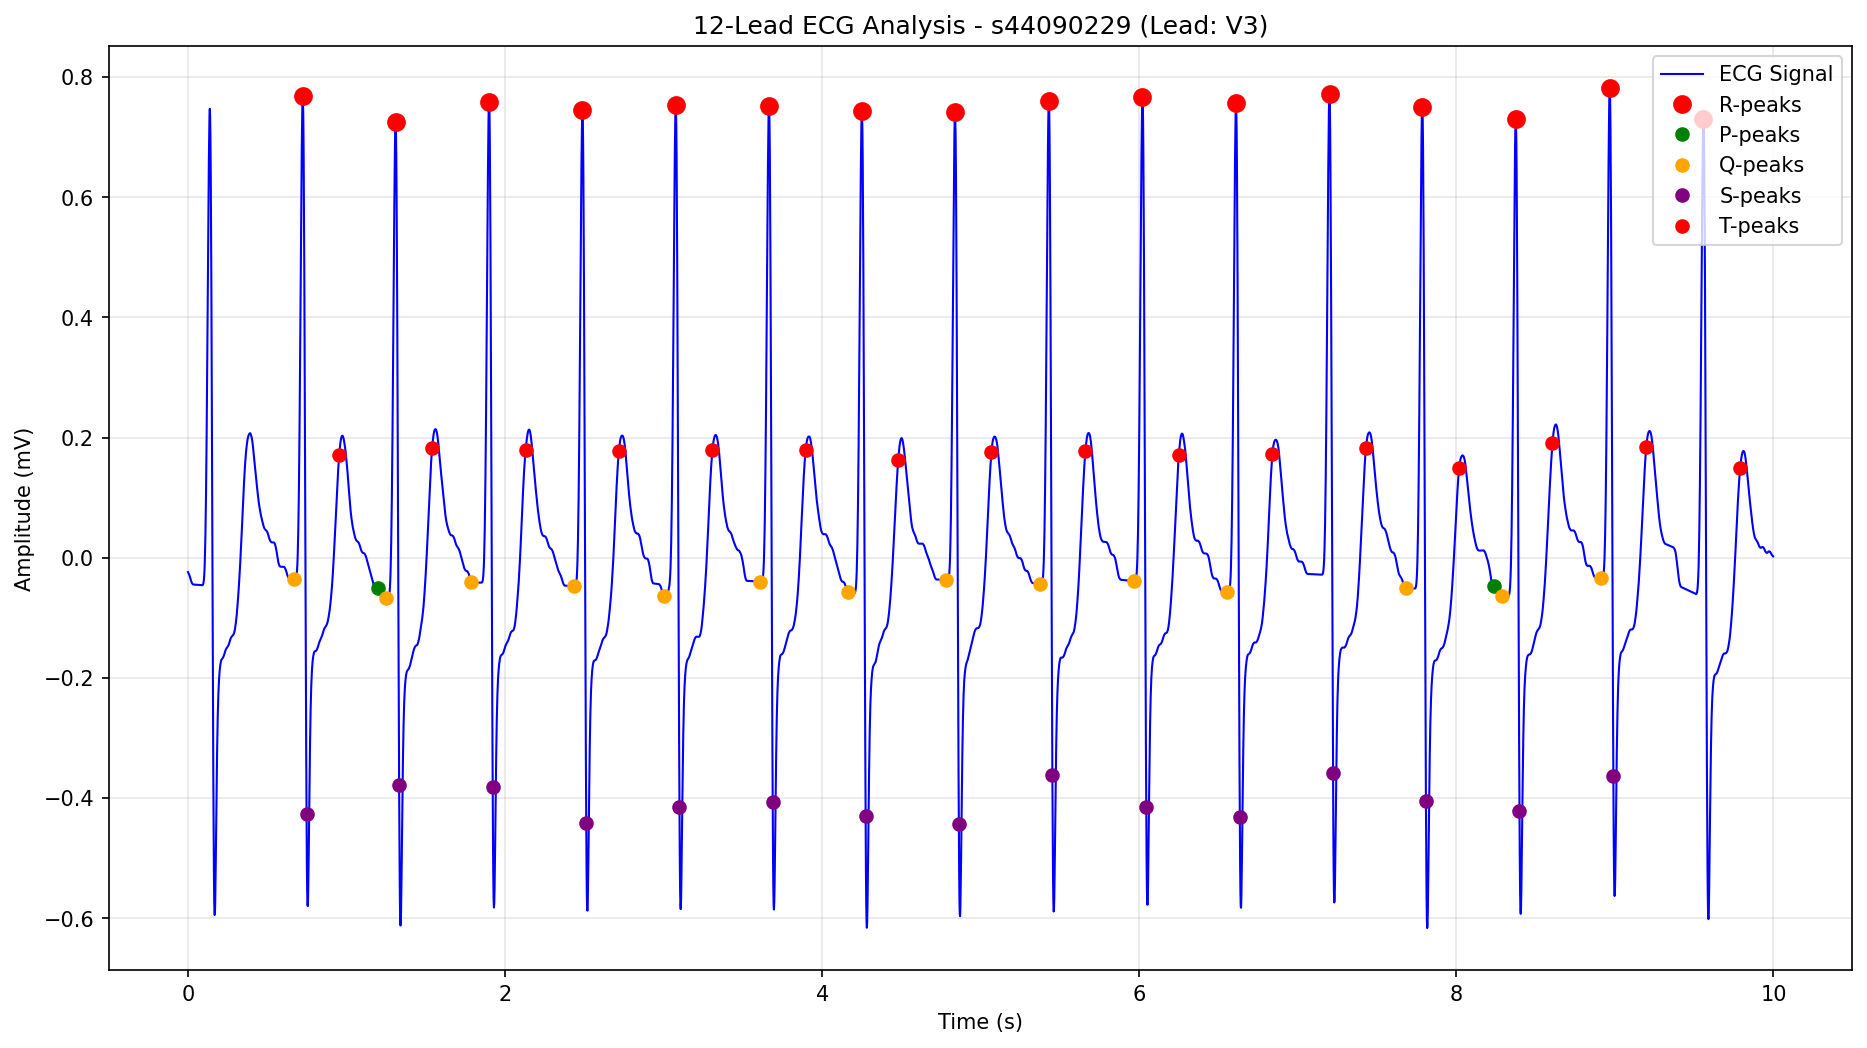 12-Lead ECG Analysis - s44090229 (Lead: V3)
ECG Signal
R-peaks
P-peaks
Q-peaks
S-peaks
T-peaks
Amplitude (mV)
0.8
0.6
0.4
0.2
0.0
−0.2
−0.4
−0.6
0 2 4 6 8 10
Time (s)